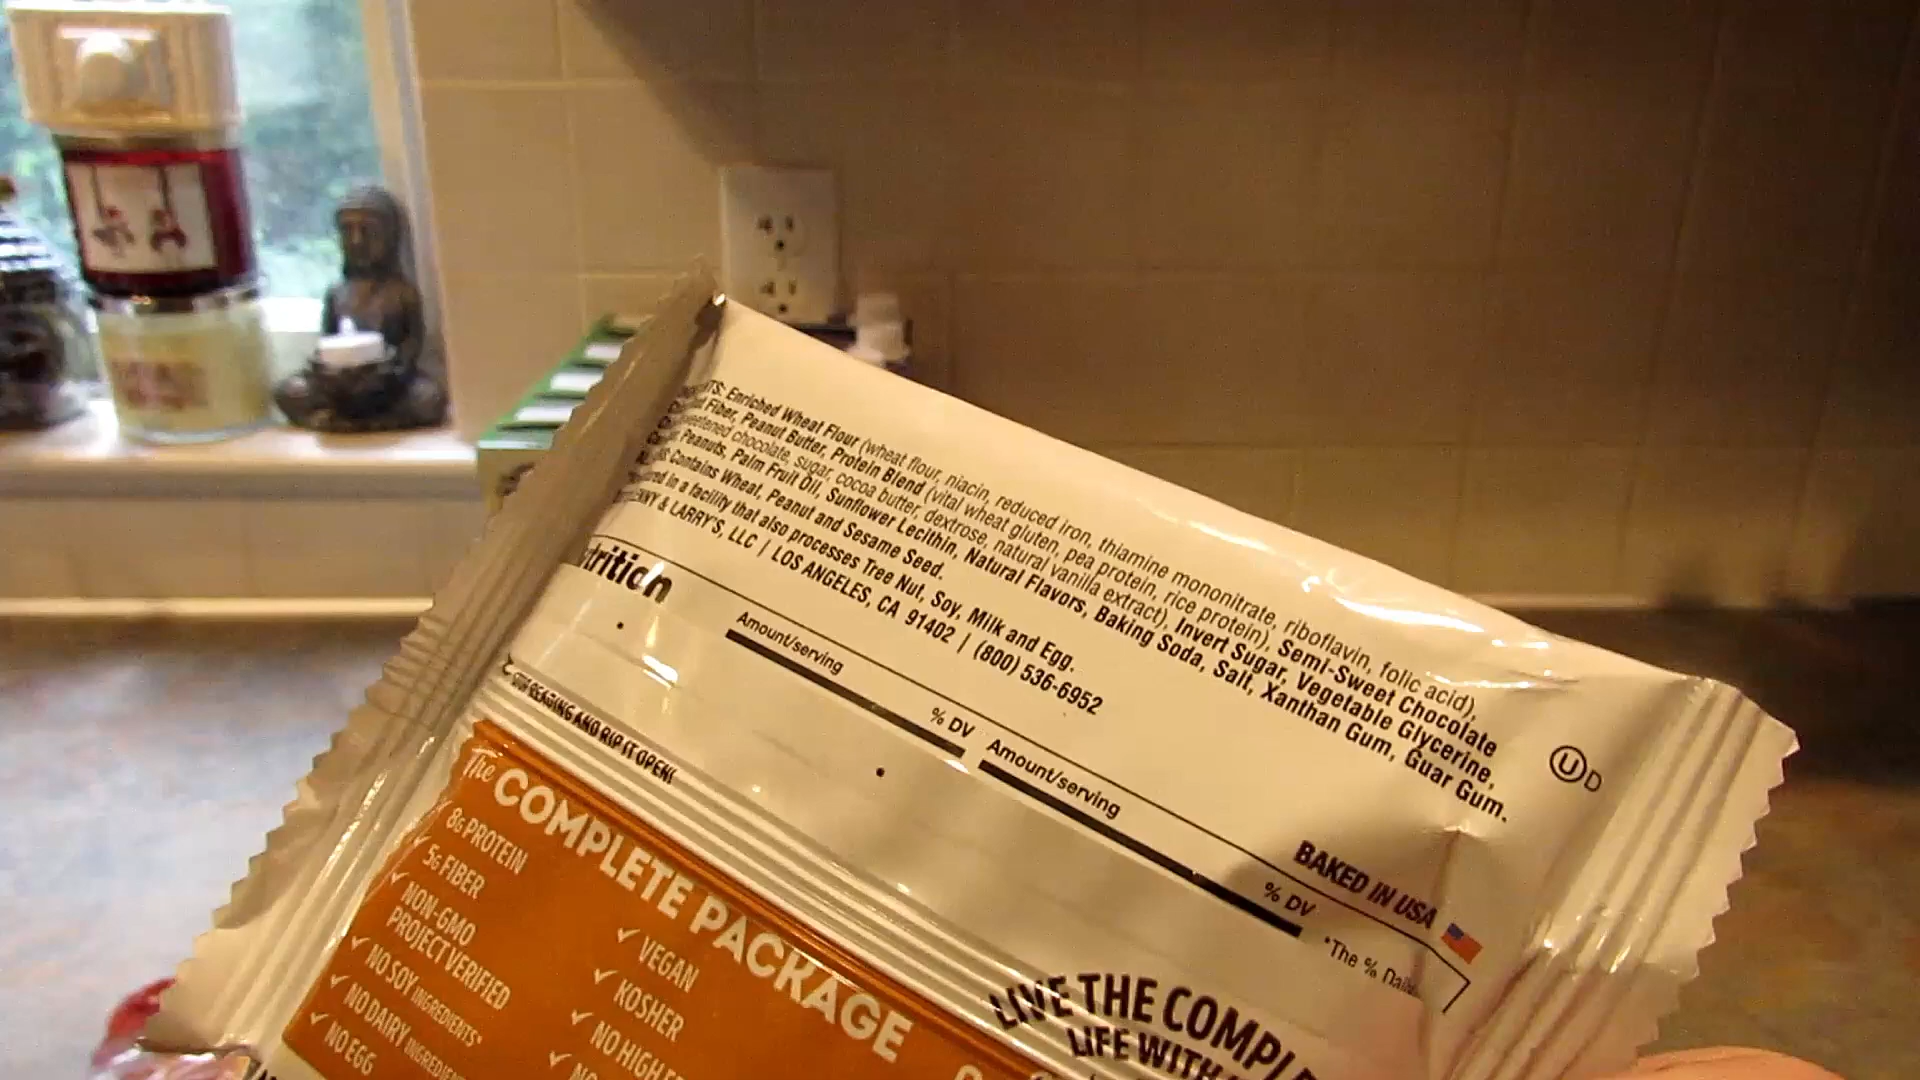 Enriched Wheat Flour (wheat flour, niacin, reduced iron, thiamine mononitrate, riboflavin, folic acid),
Fiber, Peanut Butter, Protein Blend (vital wheat gluten, pea protein, rice protein), Semi-Sweet Chocolate
chocolate, sugar, cocoa butter, dextrose, natural vanilla extract), Invert Sugar, Vegetable Glycerine,
Peanuts, Palm Fruit Oil, Sunflower Lecithin, Natural Flavors, Baking Soda, Salt, Xanthan Gum, Guar Gum.
Contains Wheat, Peanut and Sesame Seed.
in a facility that also processes Tree Nut, Soy, Milk and Egg.
& LARRY'S, LLC | LOS ANGELES, CA 91402 | (800) 536-6952
U D
BAKED IN USA
Amount/serving
% DV
Amount/serving
% DV
*The %
READING AND RIP IT OPEN!
The COMPLETE PACKAGE
8G PROTEIN
5G FIBER
NON-GMO
PROJECT VERIFIED
NO SOY INGREDIENTS*
NO DAIRY
NO EGG
VEGAN
KOSHER
NO HIGH
LIVE THE
LIFE